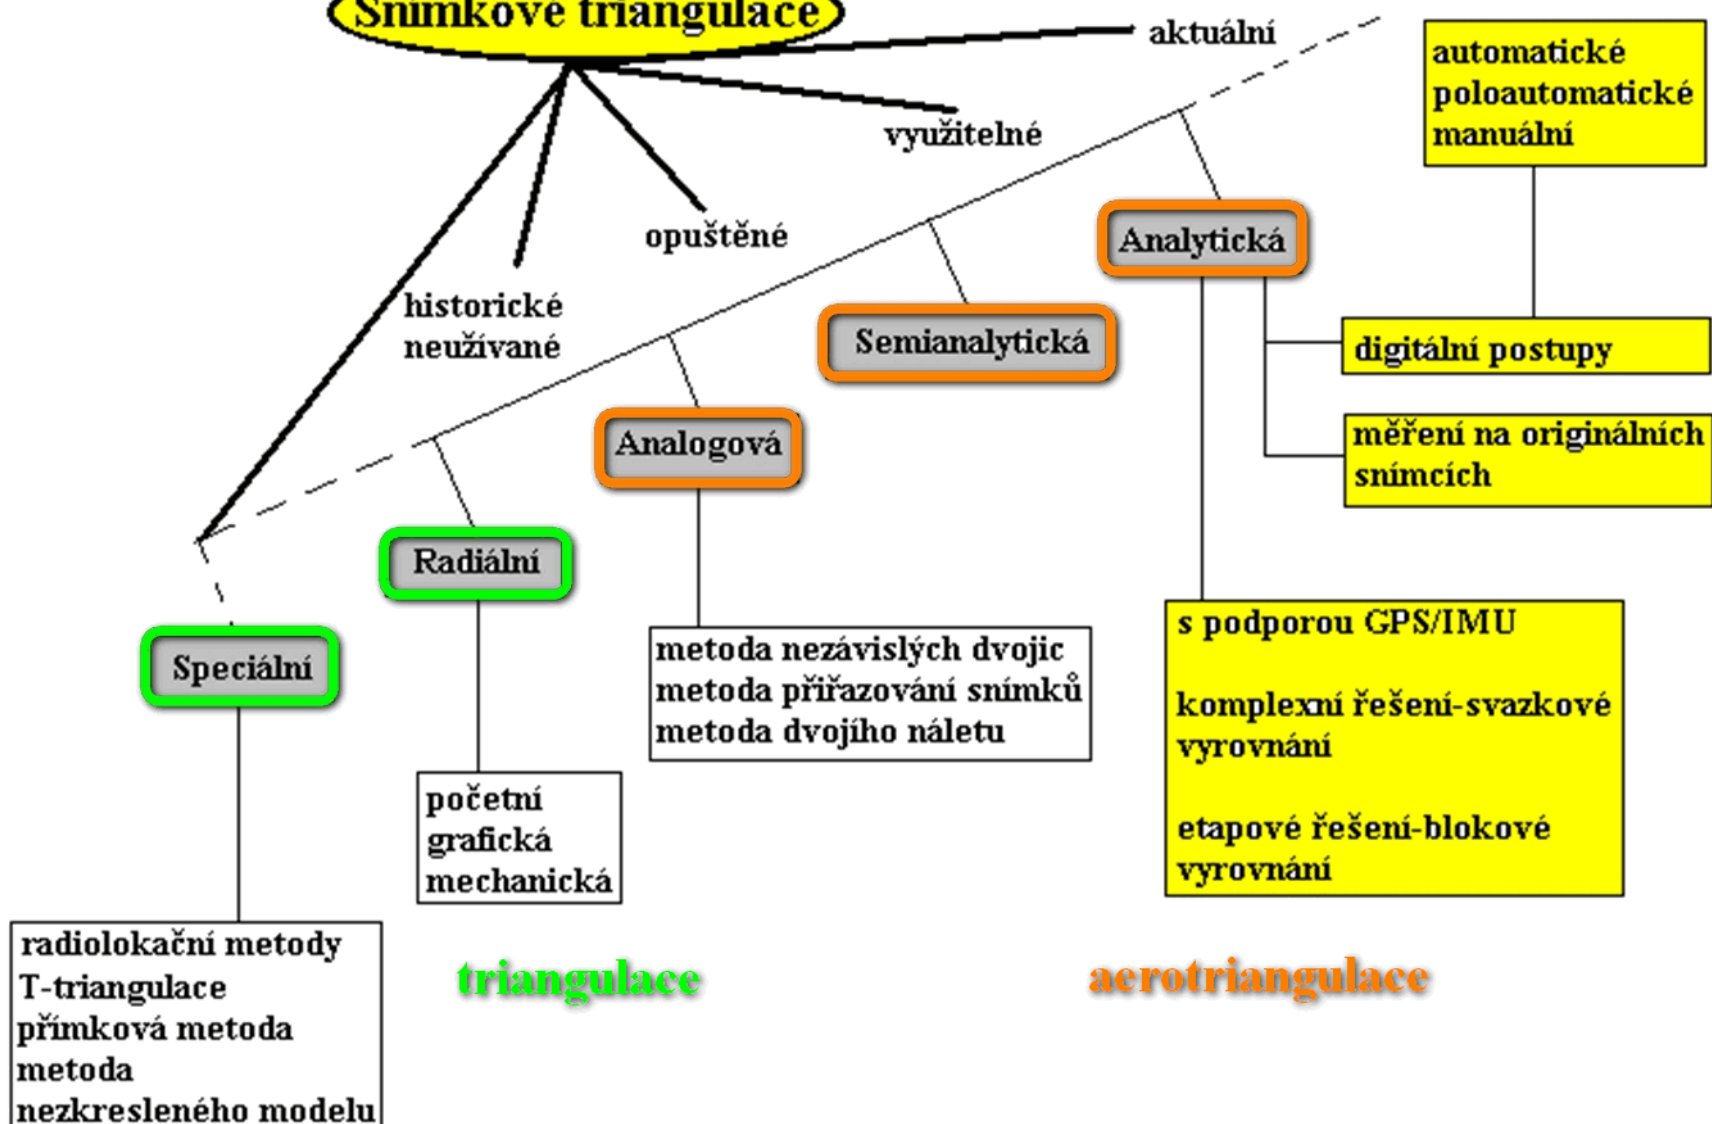 Snímkové triangulace
aktuální
využitelné
opuštěné
historické
neužívané
automatické
poloautomatické
manuální
Analytická
digitální postupy
měření na originálních
snímcích
Semianalytická
Analogová
Radiální
Speciální
s podporou GPS/IMU
komplexní řešení-svazkové
vyrovnání
etapové řešení-blokové
vyrovnání
metoda nezávislých dvojic
metoda přiřazování snímků
metoda dvojího náletu
početní
grafická
mechanická
radiolokační metody
T-triangulace
přímková metoda
metoda
nezkresleného modelu
triangulace
aerotriangulace